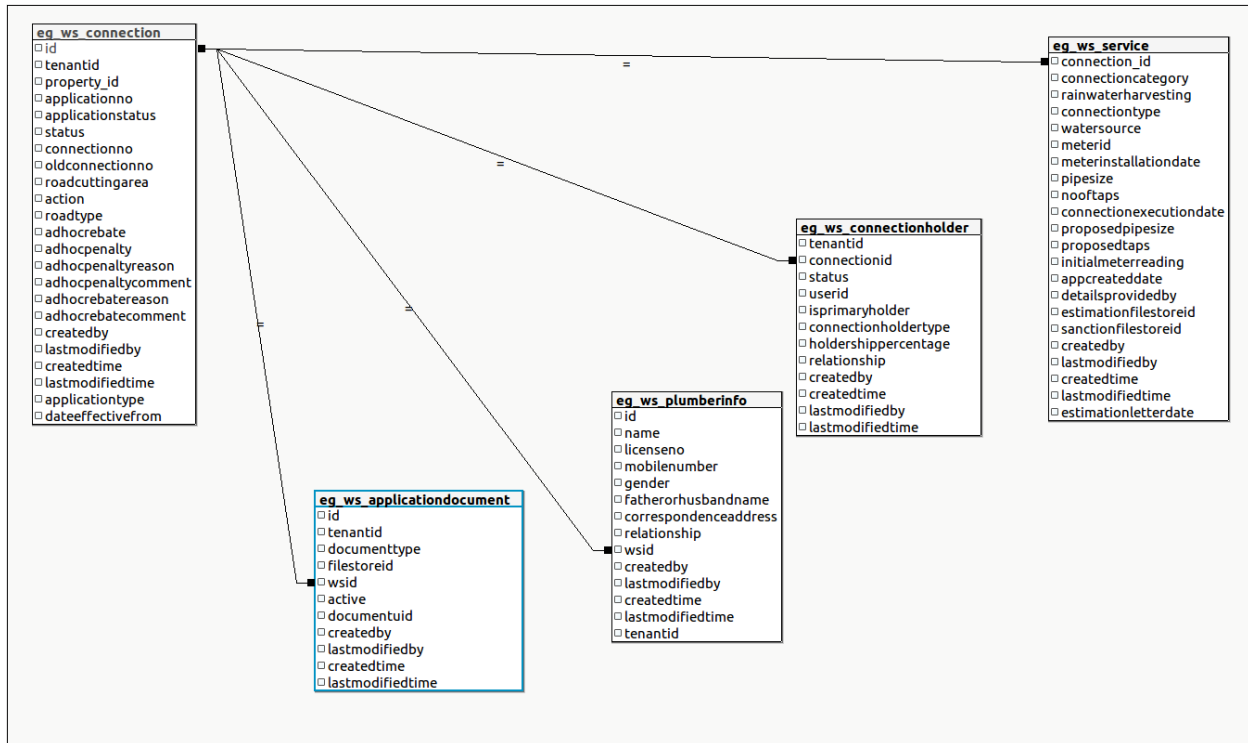 eg_ws_connection
id
tenantid
property_id
applicationno
applicationstatus
status
connectionno
oldconnectionno
roadcuttingarea
action
roadtype
adhocrebate
adhocpenalty
adhocpenaltyreason
adhocpenaltycomment
adhocrebatereason
adhocrebatecomment
createdby
lastmodifiedby
createdtime
lastmodifiedtime
applicationtype
dateeffectivefrom
=
=
=
=
eg_ws_applicationdocument
id
tenantid
documenttype
filestoreid
wsid
active
documentuid
createdby
lastmodifiedby
createdtime
lastmodifiedtime
eg_ws_plumberinfo
id
name
licenseno
mobilenumber
gender
fatherorhusbandname
correspondenceaddress
relationship
wsid
createdby
lastmodifiedby
createdtime
lastmodifiedtime
tenantid
eg_ws_connectionholder
tenantid
connectionid
status
userid
isprimaryholder
connectionholdertype
holdershippercentage
relationship
createdby
createdtime
lastmodifiedby
lastmodifiedtime
eg_ws_service
connection_id
connectioncategory
rainwaterharvesting
connectiontype
watersource
meterid
meterinstallationdate
pipesize
nooftaps
connectionexecutiondate
proposedpipesize
proposedtaps
initialmeterreading
appcreateddate
detailsprovidedby
estimationfilestoreid
sanctionfilestoreid
createdby
lastmodifiedby
createdtime
lastmodifiedtime
estimationletterdate